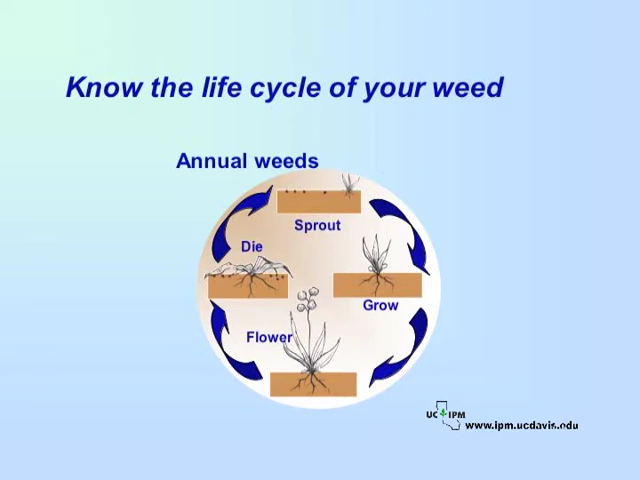 Know the life cycle of your weed
Annual weeds
Sprout
Die
Grow
Flower
UC IPM
www.ipm.ucdavis.edu